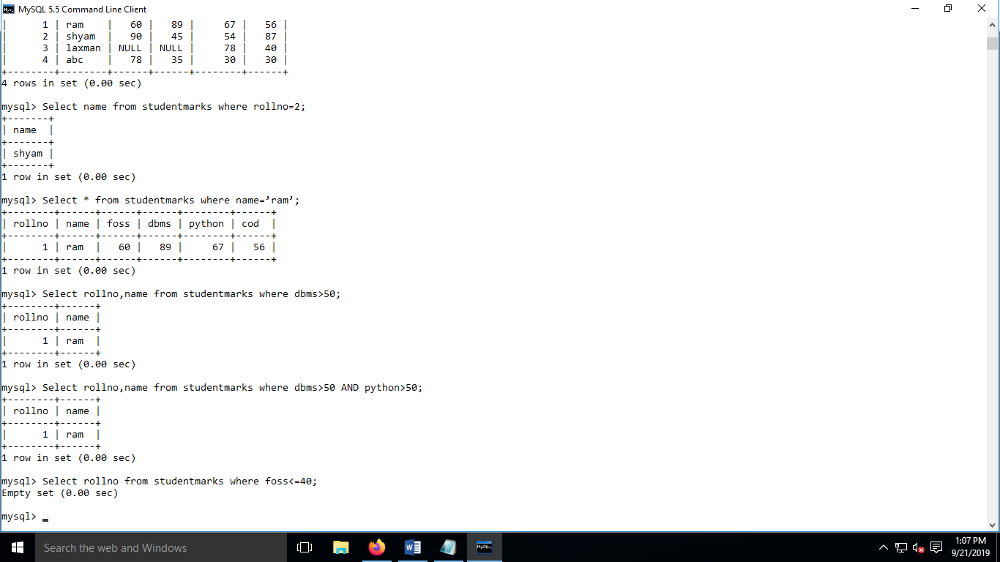 MySQL 5.5 Command Line Client
|      1 | ram    |   60 |   89 |     67 |   56 |
|      2 | shyam  |   90 |   45 |     54 |   87 |
|      3 | laxman | NULL | NULL |     78 |   40 |
|      4 | abc    |   78 |   35 |     30 |   30 |
+--------+--------+------+------+--------+------+
4 rows in set (0.00 sec)

mysql> Select name from studentmarks where rollno=2;
+-------+
| name  |
+-------+
| shyam |
+-------+
1 row in set (0.00 sec)

mysql> Select * from studentmarks where name=’ram’;
+--------+------+------+------+--------+------+
| rollno | name | foss | dbms | python | cod  |
+--------+------+------+------+--------+------+
|      1 | ram  |   60 |   89 |     67 |   56 |
+--------+------+------+------+--------+------+
1 row in set (0.00 sec)

mysql> Select rollno,name from studentmarks where dbms>50;
+--------+------+
| rollno | name |
+--------+------+
|      1 | ram  |
+--------+------+
1 row in set (0.00 sec)

mysql> Select rollno,name from studentmarks where dbms>50 AND python>50;
+--------+------+
| rollno | name |
+--------+------+
|      1 | ram  |
+--------+------+
1 row in set (0.00 sec)

mysql> Select rollno from studentmarks where foss<=40;
Empty set (0.00 sec)

mysql> _
Search the web and Windows
MySQL
1:07 PM
9/21/2019